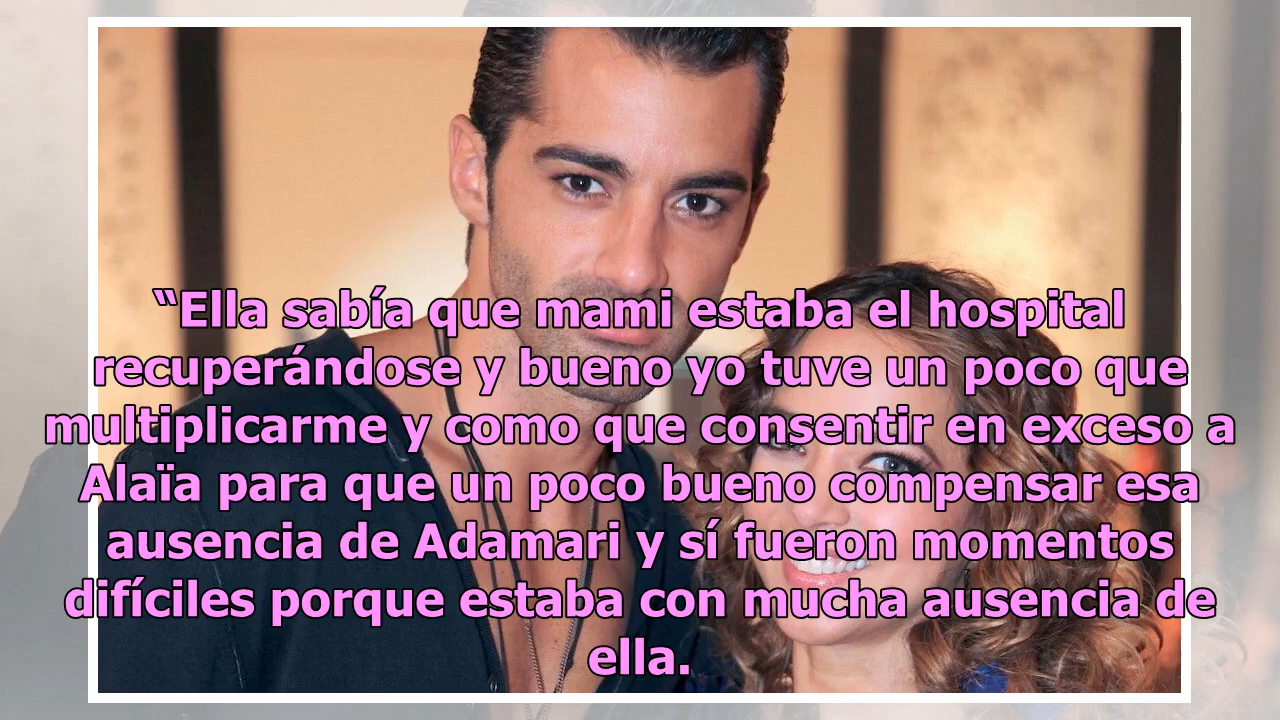 “Ella sabía que mami estaba el hospital
recuperándose y bueno yo tuve un poco que
multiplicarme y como que consentir en exceso a
Alaïa para que un poco bueno compensar esa
ausencia de Adamari y sí fueron momentos
difíciles porque estaba con mucha ausencia de
ella.